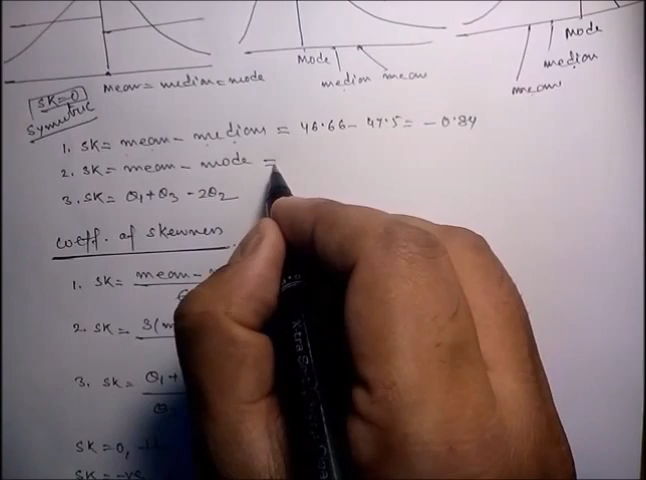 mode
median mean
mode
median
mean
mean = median = mode
SK=0
Symmetric
1. SK = mean - medians = 46.66 - 47.5 = - 0.84
2. SK = mean - mode =
3. SK = Q1 + Q3 - 2Q2
coeff. of skewness
1. SK = mean -
2. SK = 3(m
3. SK = Q1 +
SK=0,
SK = -ve